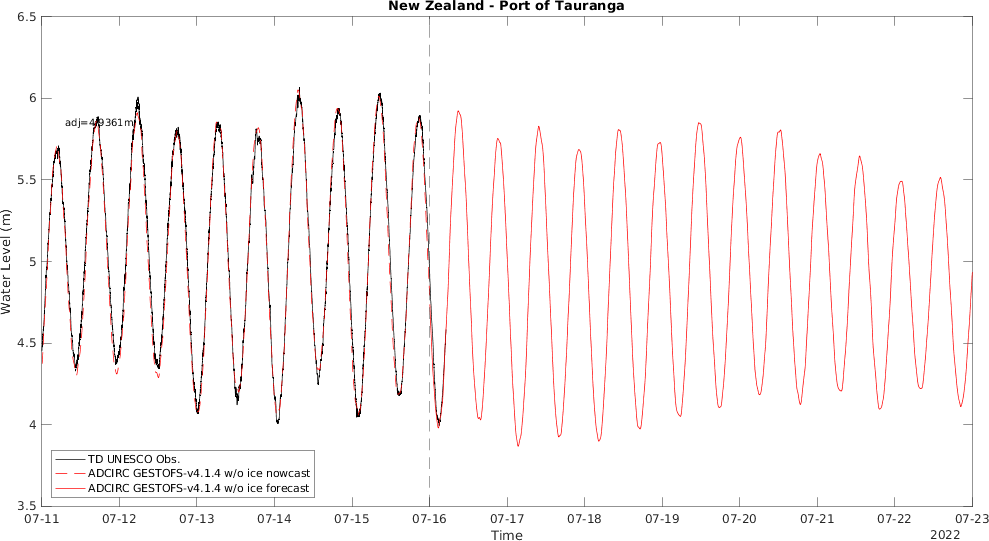 New Zealand - Port of Tauranga
6.5
6
5.5
5
4.5
4
3.5
Water Level (m)
adj=4.9361m
TD UNESCO Obs.
ADCIRC GESTOFS-v4.1.4 w/o ice nowcast
ADCIRC GESTOFS-v4.1.4 w/o ice forecast
07-11 07-12 07-13 07-14 07-15 07-16 07-17 07-18 07-19 07-20 07-21 07-22 07-23
Time
2022